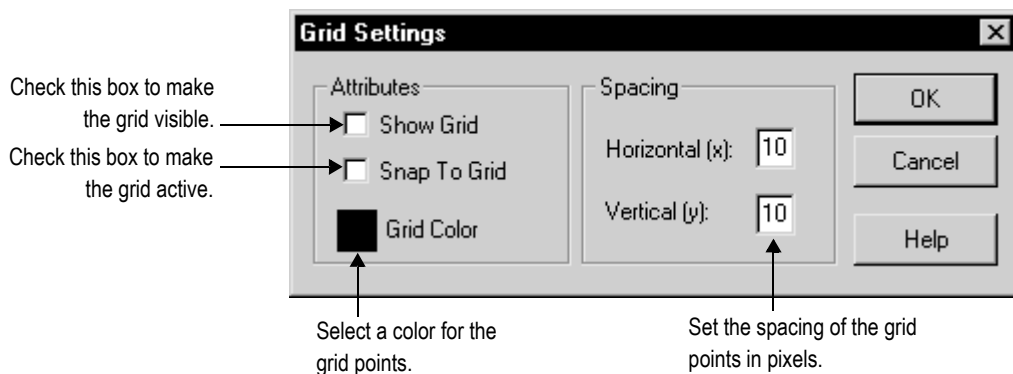 Grid Settings
Check this box to make
the grid visible.
Check this box to make
the grid active.
Attributes
Show Grid
Snap To Grid
Grid Color
Spacing
Horizontal (x): 10
Vertical (y): 10
OK
Cancel
Help
Select a color for the
grid points.
Set the spacing of the grid
points in pixels.